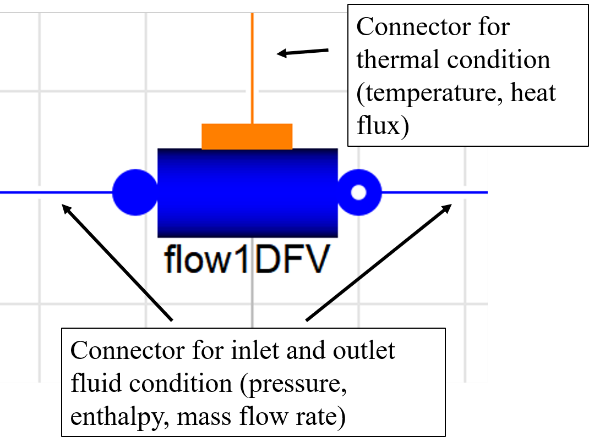 Connector for
thermal condition
(temperature, heat
flux)
flow1DFV
Connector for inlet and outlet
fluid condition (pressure,
enthalpy, mass flow rate)